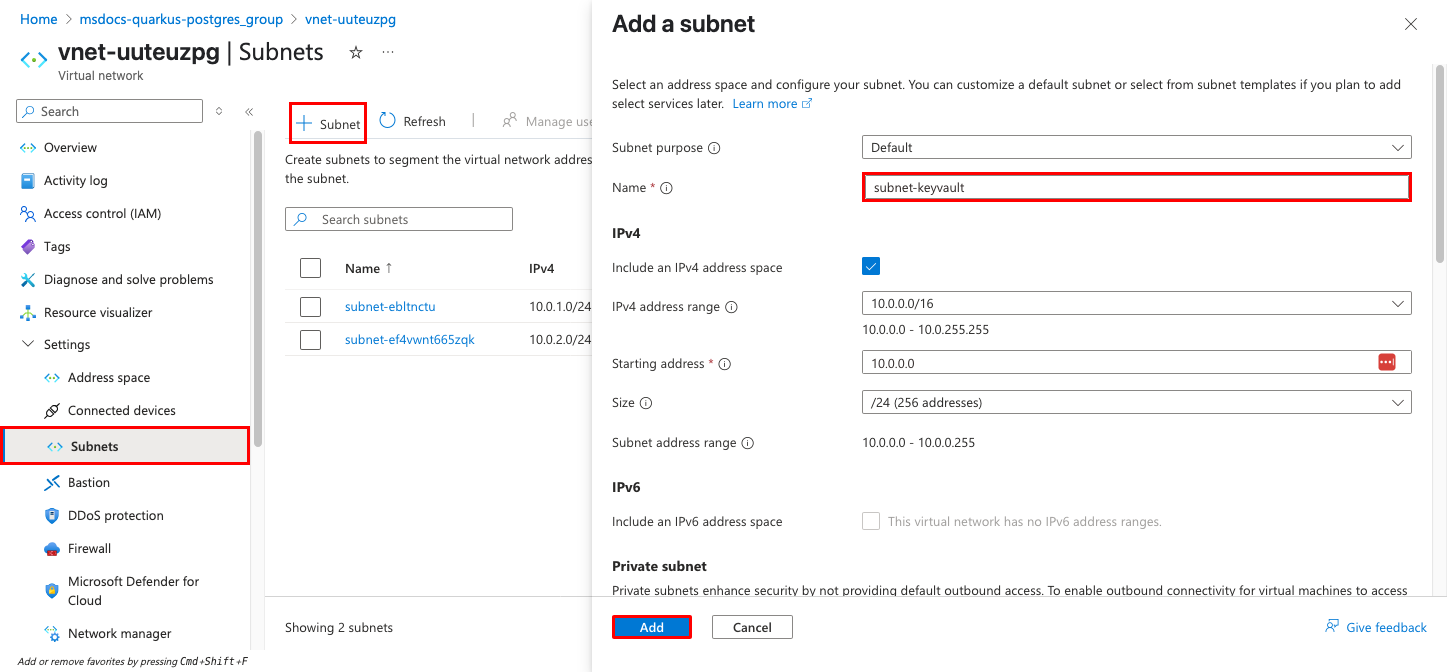 Home > msdocs-quarkus-postgres_group > vnet-uuteuzpg
vnet-uuteuzpg | Subnets
Virtual network
Search
Overview
Activity log
Access control (IAM)
Tags
Diagnose and solve problems
Resource visualizer
Settings
Address space
Connected devices
Subnets
Bastion
DDoS protection
Firewall
Microsoft Defender for
Cloud
Network manager
Add or remove favorites by pressing Cmd+Shift+F
Subnet Refresh Manage use
Create subnets to segment the virtual network addres
the subnet.
Search subnets
Name ↑ IPv4
subnet-ebltnctu 10.0.1.0/24
subnet-ef4vwnt665zqk 10.0.2.0/24
Showing 2 subnets
Add a subnet
Select an address space and configure your subnet. You can customize a default subnet or select from subnet templates if you plan to add
select services later. Learn more
Subnet purpose Default
Name * subnet-keyvault
IPv4
Include an IPv4 address space
IPv4 address range 10.0.0.0/16
10.0.0.0 - 10.0.255.255
Starting address * 10.0.0.0
Size /24 (256 addresses)
Subnet address range 10.0.0.0 - 10.0.0.255
IPv6
Include an IPv6 address space This virtual network has no IPv6 address ranges.
Private subnet
Private subnets enhance security by not providing default outbound access. To enable outbound connectivity for virtual machines to access
Add Cancel Give feedback